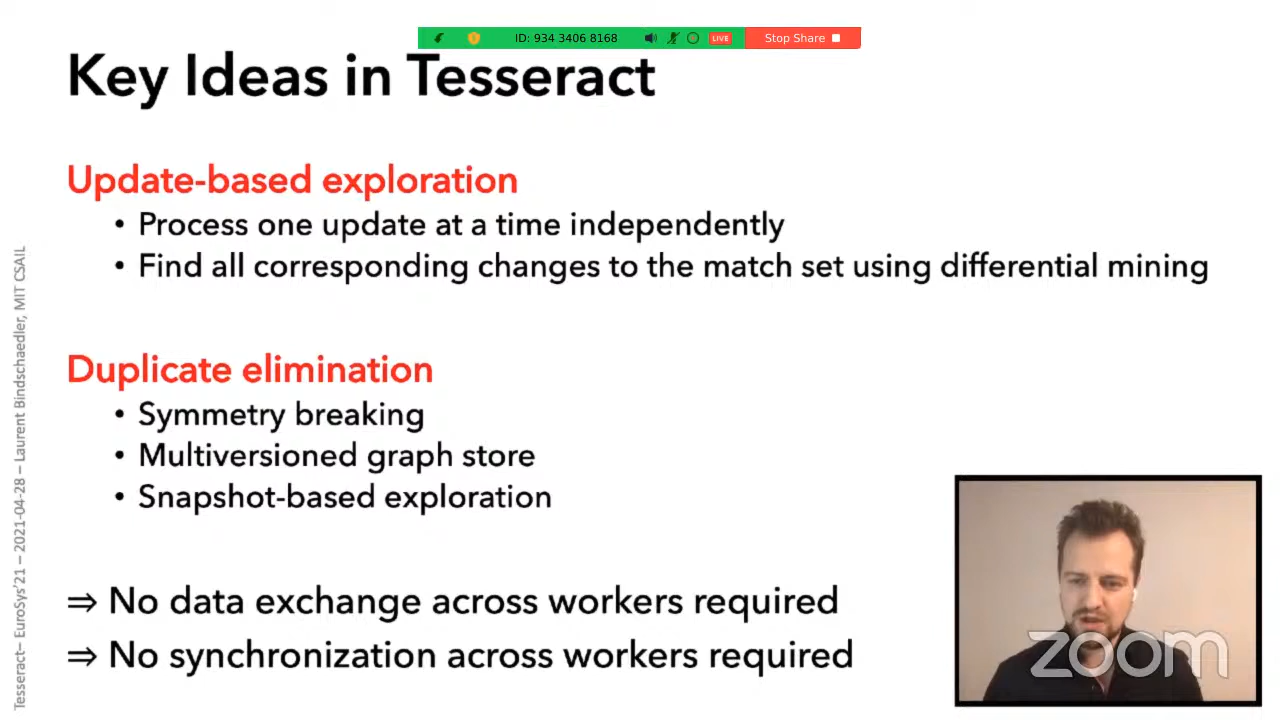 ID: 934 3406 8168
LIVE
Stop Share
Key Ideas in Tesseract
Update-based exploration
• Process one update at a time independently
• Find all corresponding changes to the match set using differential mining
Duplicate elimination
• Symmetry breaking
• Multiversioned graph store
• Snapshot-based exploration
⇒ No data exchange across workers required
⇒ No synchronization across workers required
Tesseract– EuroSys'21 – 2021-04-28 – Laurent Bindschaedler, MIT CSAIL
zoom